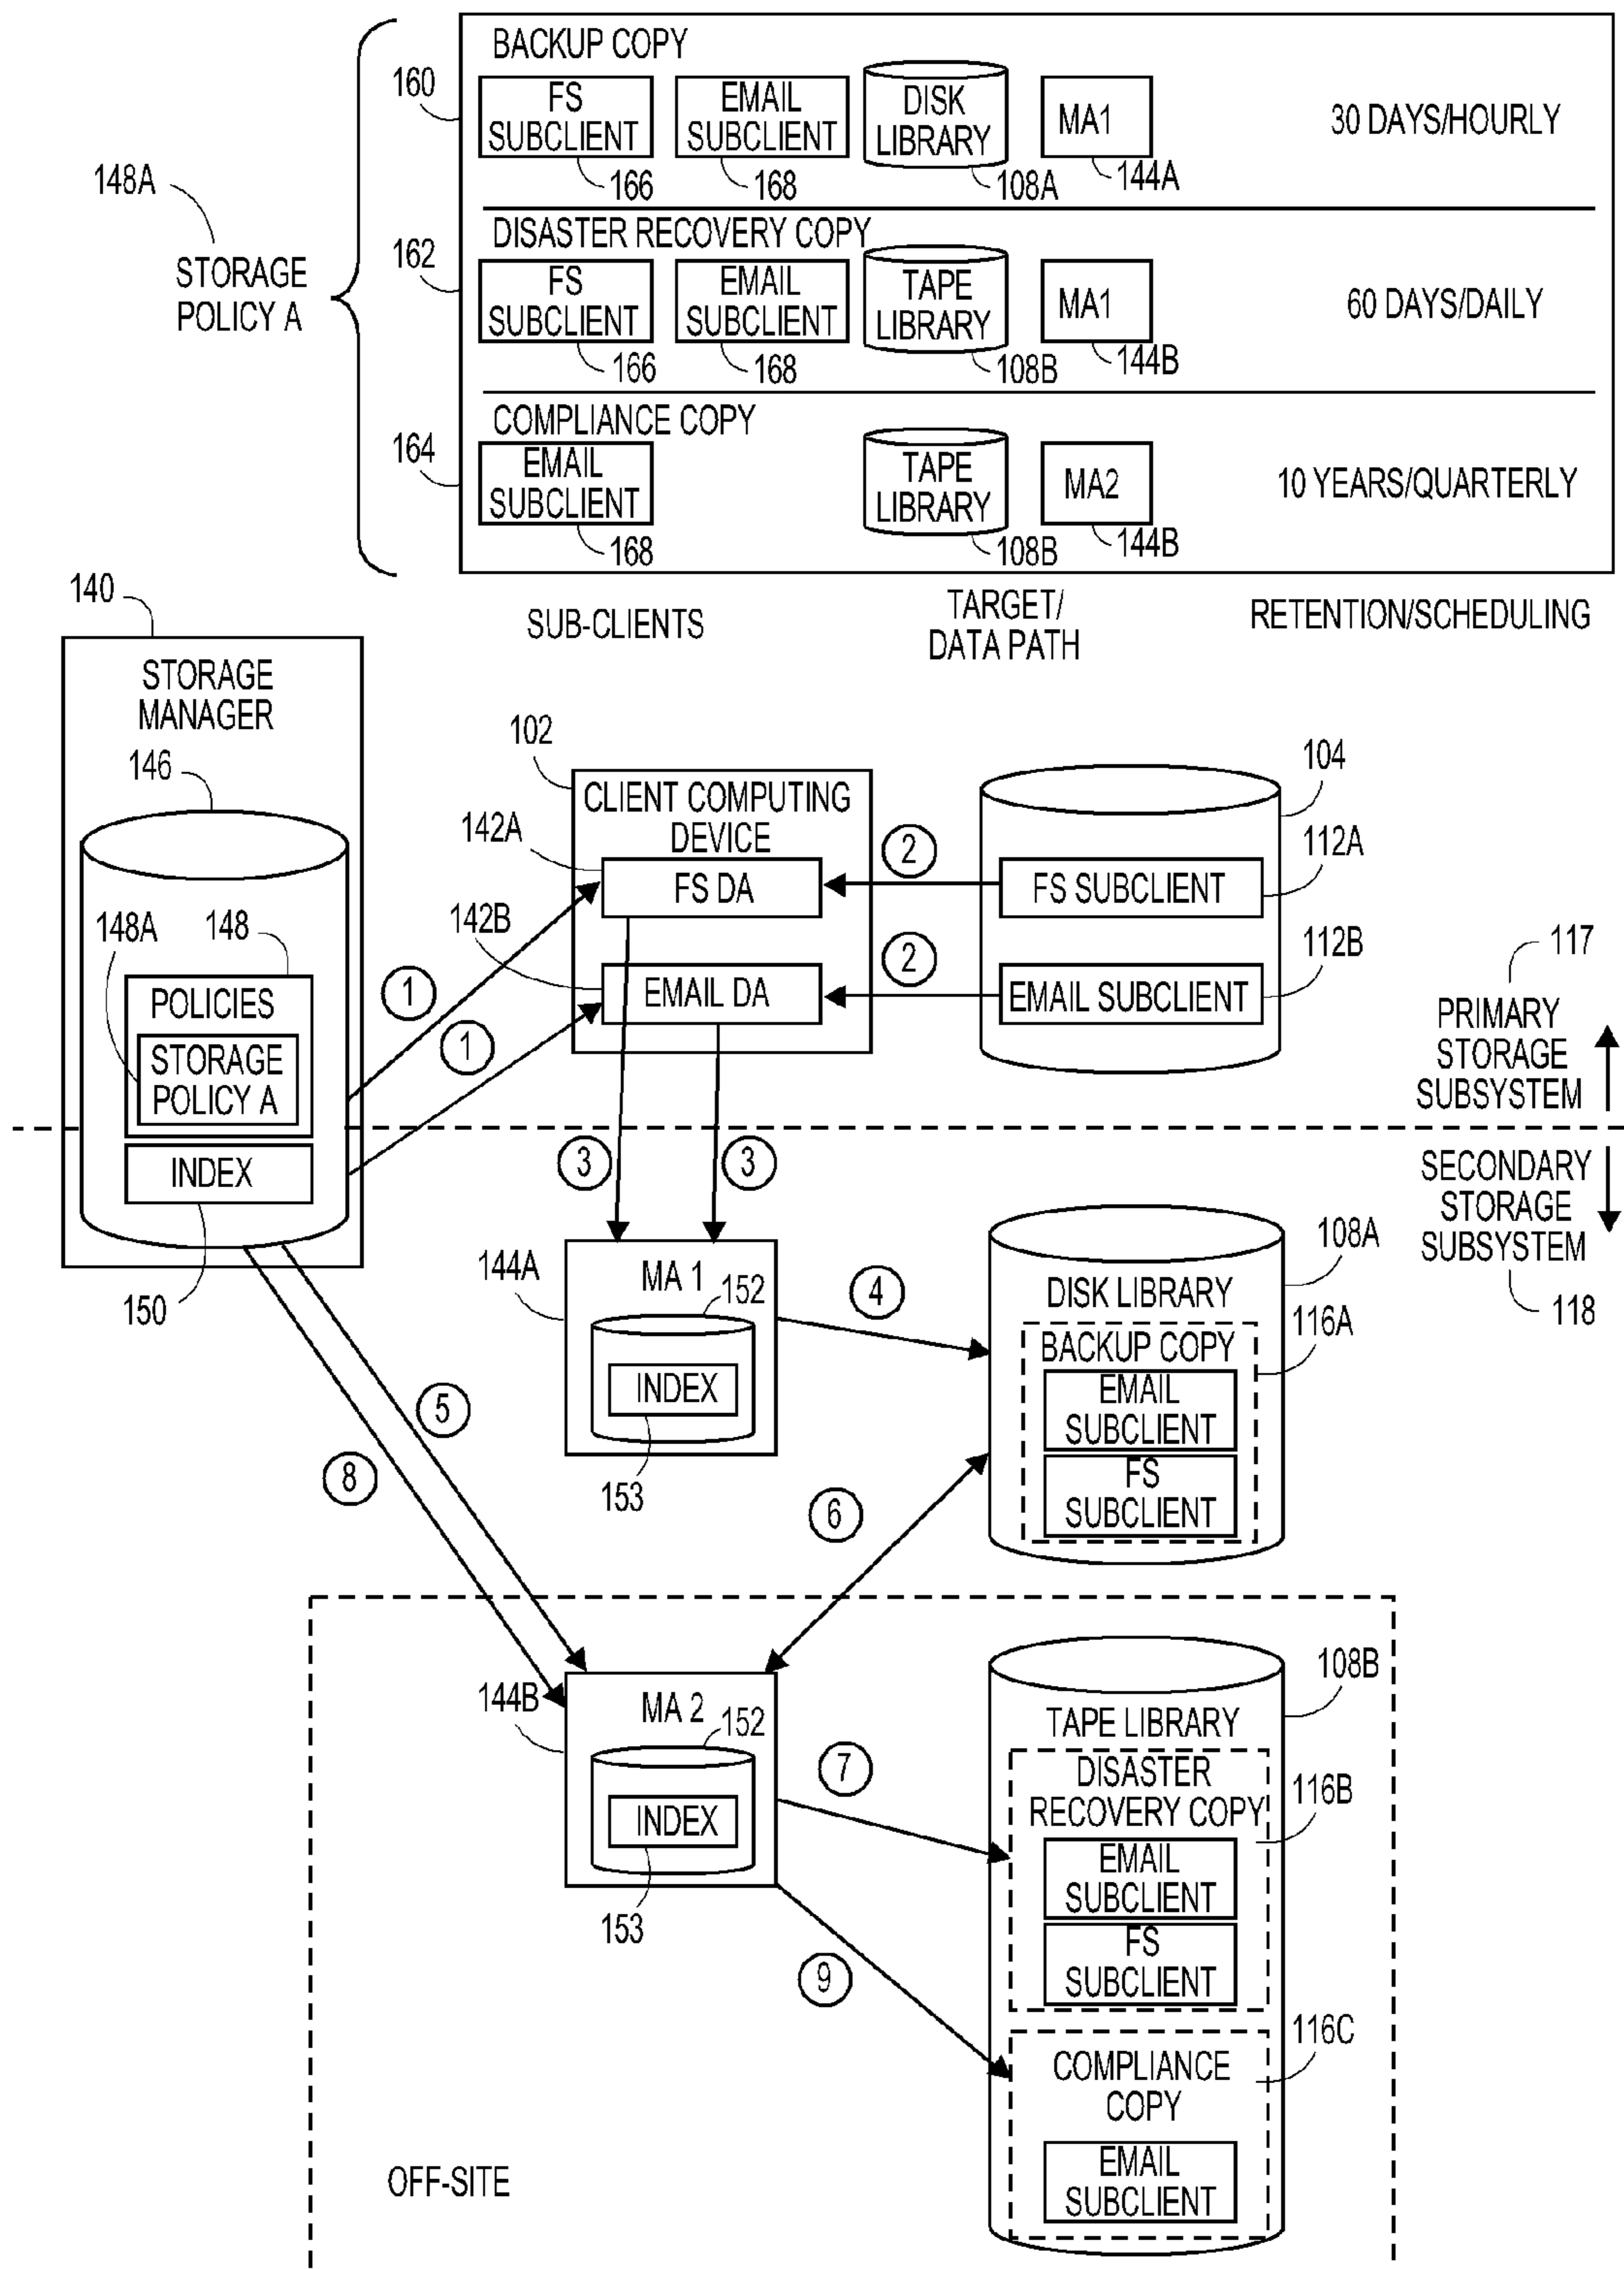 BACKUP COPY
160
FS
SUBCLIENT
166
EMAIL
SUBCLIENT
168
DISK
LIBRARY
108A
MA1
144A
30 DAYS/HOURLY
148A
STORAGE
POLICY A
DISASTER RECOVERY COPY
162
FS
SUBCLIENT
166
EMAIL
SUBCLIENT
168
TAPE
LIBRARY
108B
MA1
144B
60 DAYS/DAILY
COMPLIANCE COPY
164
EMAIL
SUBCLIENT
168
TAPE
LIBRARY
108B
MA2
144B
10 YEARS/QUARTERLY
SUB-CLIENTS
TARGET/
DATA PATH
RETENTION/SCHEDULING
140
STORAGE
MANAGER
146
148A
148
POLICIES
STORAGE
POLICY A
INDEX
150
1
1
102
CLIENT COMPUTING
DEVICE
142A
FS DA
142B
EMAIL DA
2
2
104
112A
FS SUBCLIENT
112B
EMAIL SUBCLIENT
117
PRIMARY
STORAGE
SUBSYSTEM
SECONDARY
STORAGE
SUBSYSTEM
118
3
3
144A
MA 1
152
INDEX
153
4
108A
DISK LIBRARY
116A
BACKUP COPY
EMAIL
SUBCLIENT
FS
SUBCLIENT
5
8
6
144B
MA 2
152
INDEX
153
7
9
108B
TAPE LIBRARY
DISASTER
RECOVERY COPY
116B
EMAIL
SUBCLIENT
FS
SUBCLIENT
116C
COMPLIANCE
COPY
EMAIL
SUBCLIENT
OFF-SITE